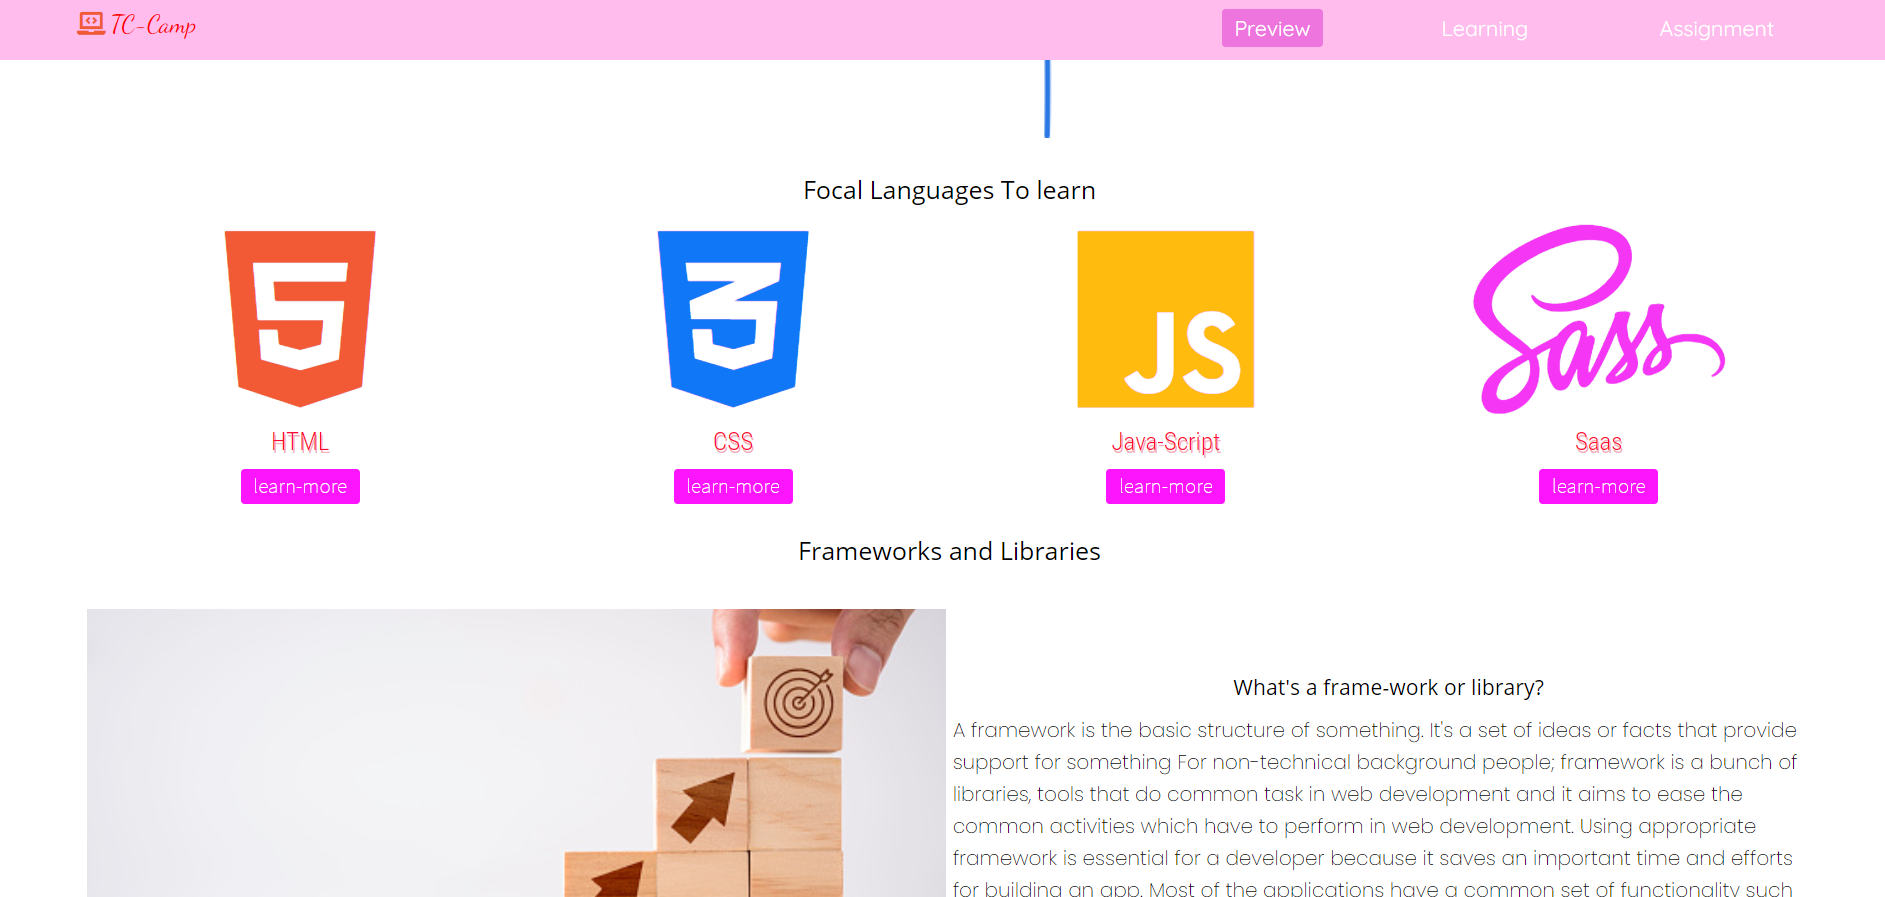 TC-Camp
Preview Learning Assignment
Focal Languages To learn
5 3 JS Sass
HTML CSS Java-Script Saas
learn-more learn-more learn-more learn-more
Frameworks and Libraries
What's a frame-work or library?
A framework is the basic structure of something. It's a set of ideas or facts that provide
support for something For non-technical background people; framework is a bunch of
libraries, tools that do common task in web development and it aims to ease the
common activities which have to perform in web development. Using appropriate
framework is essential for a developer because it saves an important time and efforts
for building an app. Most of the applications have a common set of functionality such